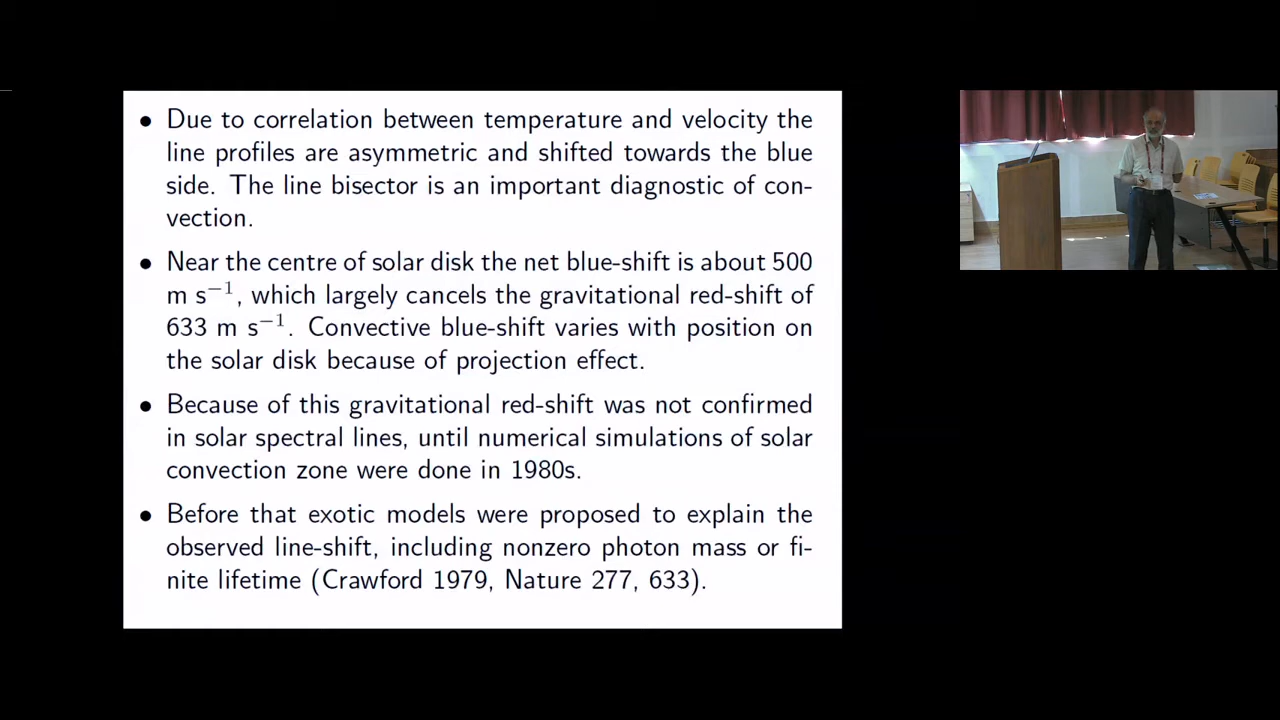 • Due to correlation between temperature and velocity the
line profiles are asymmetric and shifted towards the blue
side. The line bisector is an important diagnostic of con-
vection.
• Near the centre of solar disk the net blue-shift is about 500
m s⁻¹, which largely cancels the gravitational red-shift of
633 m s⁻¹. Convective blue-shift varies with position on
the solar disk because of projection effect.
• Because of this gravitational red-shift was not confirmed
in solar spectral lines, until numerical simulations of solar
convection zone were done in 1980s.
• Before that exotic models were proposed to explain the
observed line-shift, including nonzero photon mass or fi-
nite lifetime (Crawford 1979, Nature 277, 633).